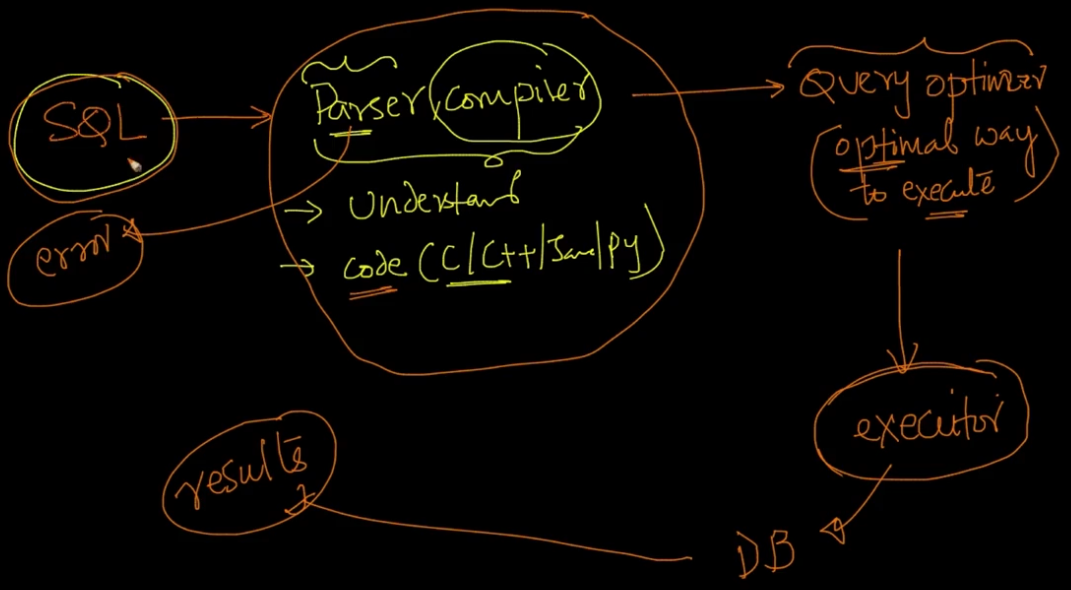 SQL
error
Parser, compiler
→ Understand
→ code (C/C++/Java/Py)
Query optimizer
(optimal way
to execute)
executor
DB
results